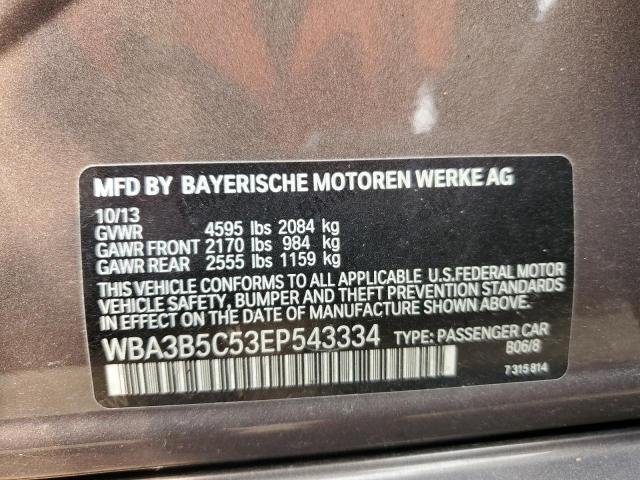 MFD BY BAYERISCHE MOTOREN WERKE AG
10/13
GVWR 4595 lbs 2084 kg
GAWR FRONT 2170 lbs 984 kg
GAWR REAR 2555 lbs 1159 kg
THIS VEHICLE CONFORMS TO ALL APPLICABLE U.S.FEDERAL MOTOR
VEHICLE SAFETY, BUMPER AND THEFT PREVENTION STANDARDS
IN EFFECT ON THE DATE OF MANUFACTURE SHOWN ABOVE.
WBA3B5C53EP543334 TYPE: PASSENGER CAR
B06/8
7 315 814